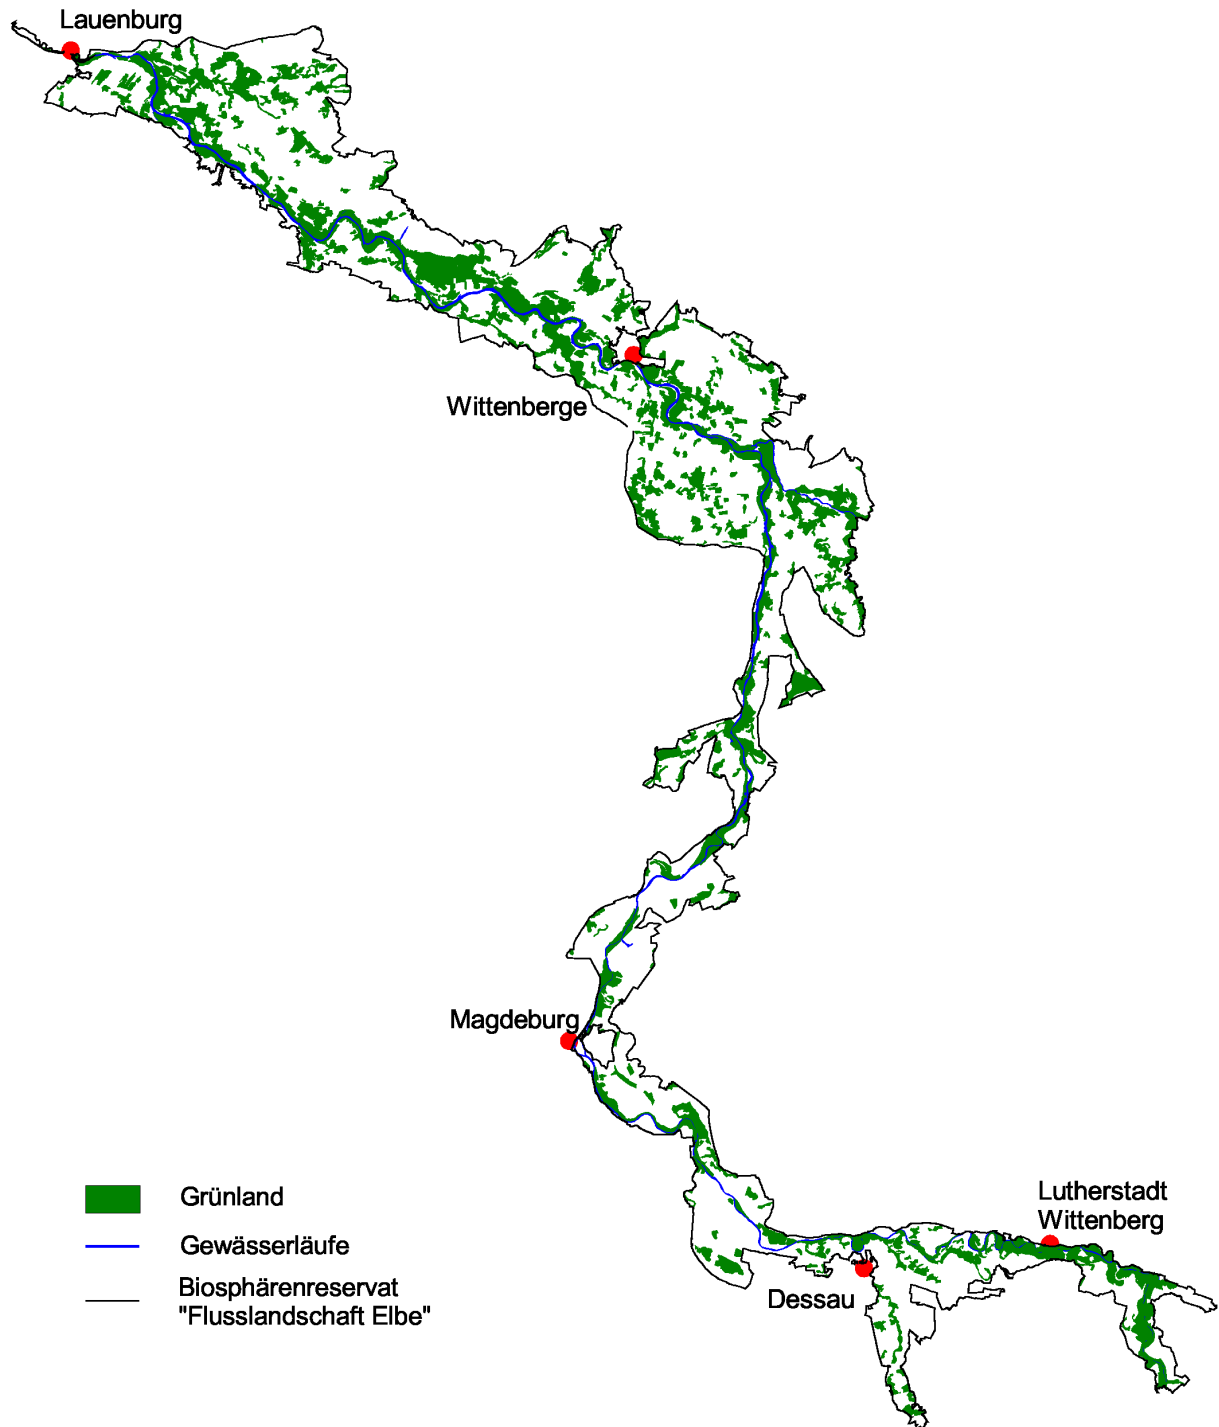 Lauenburg
Wittenberge
Magdeburg
Lutherstadt
Wittenberg
Dessau
Grünland
Gewässerläufe
Biosphärenreservat
"Flusslandschaft Elbe"